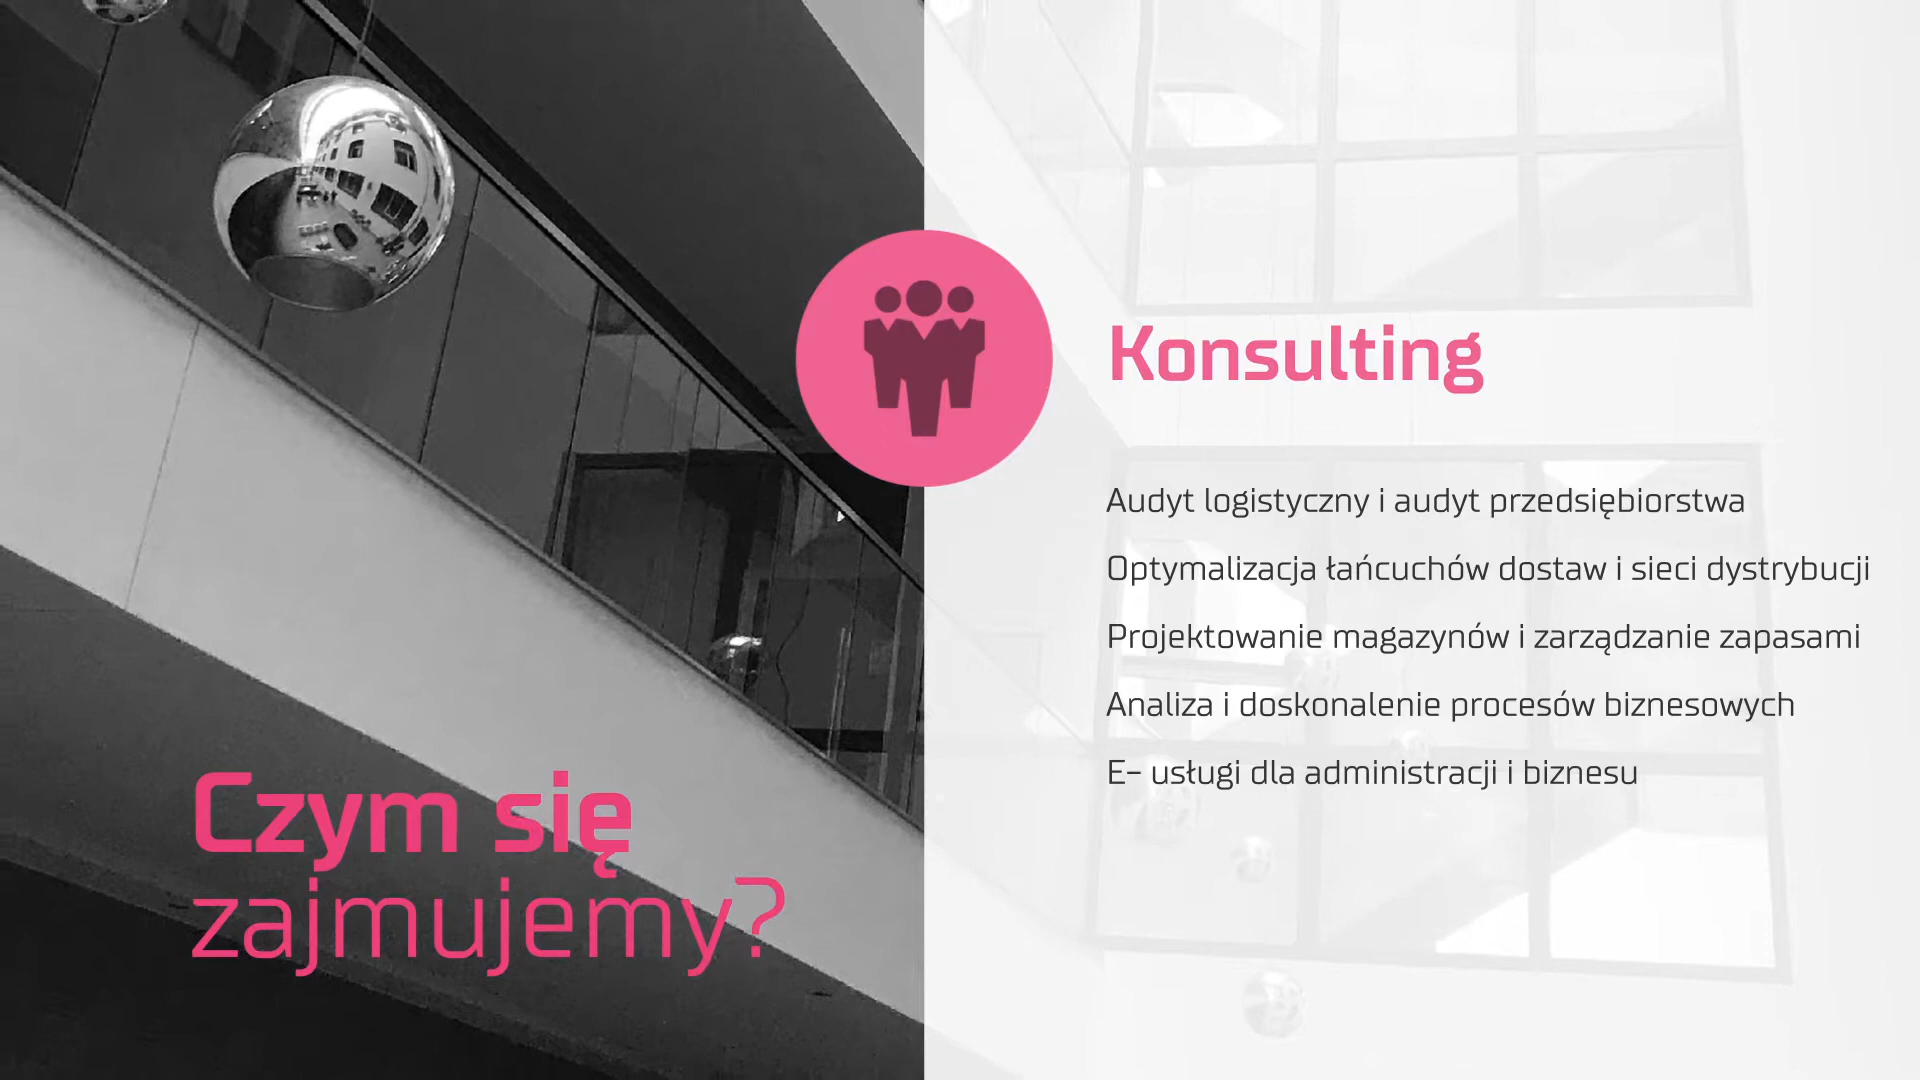 Czym się
zajmujemy?
Konsulting
Audyt logistyczny i audyt przedsiębiorstwa
Optymalizacja łańcuchów dostaw i sieci dystrybucji
Projektowanie magazynów i zarządzanie zapasami
Analiza i doskonalenie procesów biznesowych
E– usługi dla administracji i biznesu